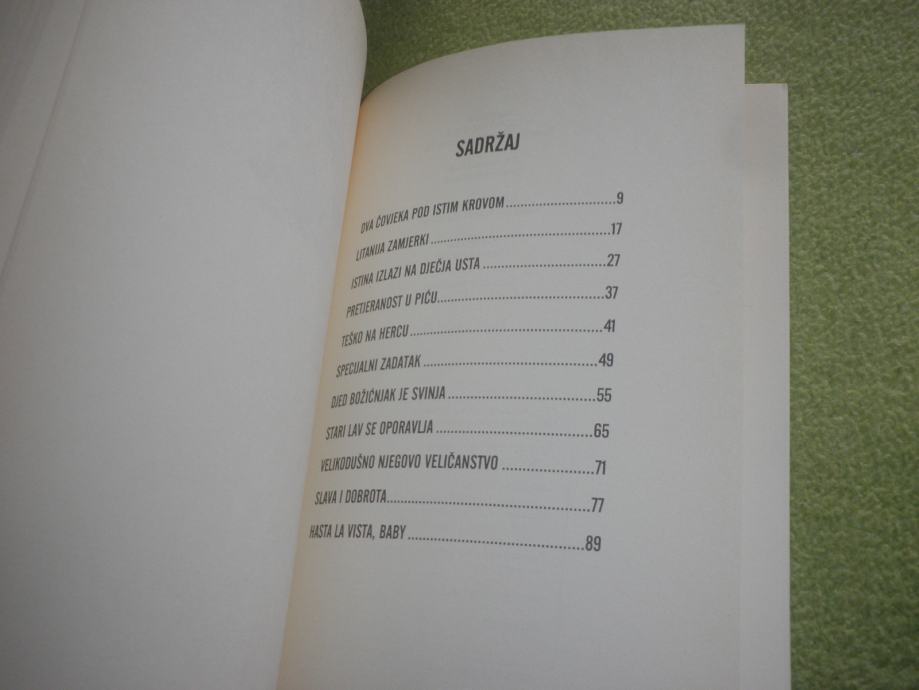 SADRŽAJ
DVA ČOVJEKA POD ISTIM KROVOM...........................9
LITANIJA ZAMJERKI...........................17
ISTINA IZLAZI NA DJEČJA USTA...........................27
PRETJERANOST U PIĆU...........................37
TEŠKO NA HERCU...........................41
SPECIJALNI ZADATAK...........................49
DJED BOŽIĆNJAK JE SVINJA...........................55
STARI LAV SE OPORAVLJA...........................65
VELIKODUŠNO NJEGOVO VELIČANSTVO...........................71
SLAVA I DOBROTA...........................77
HASTA LA VISTA, BABY...........................89